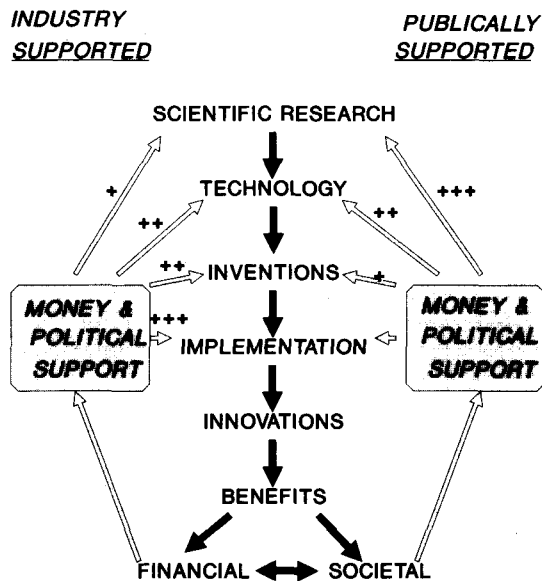 INDUSTRY
SUPPORTED
PUBLICALLY
SUPPORTED
SCIENTIFIC RESEARCH
+
+++
TECHNOLOGY
++
++
++
INVENTIONS
+
MONEY &
POLITICAL
SUPPORT
+++
IMPLEMENTATION
MONEY &
POLITICAL
SUPPORT
INNOVATIONS
BENEFITS
FINANCIAL
SOCIETAL